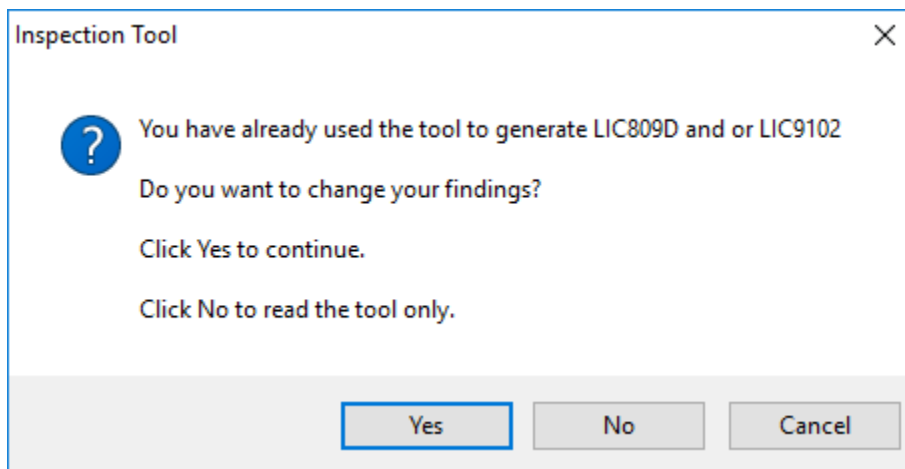 Inspection Tool
You have already used the tool to generate LIC809D and or LIC9102
Do you want to change your findings?
Click Yes to continue.
Click No to read the tool only.
Yes No Cancel